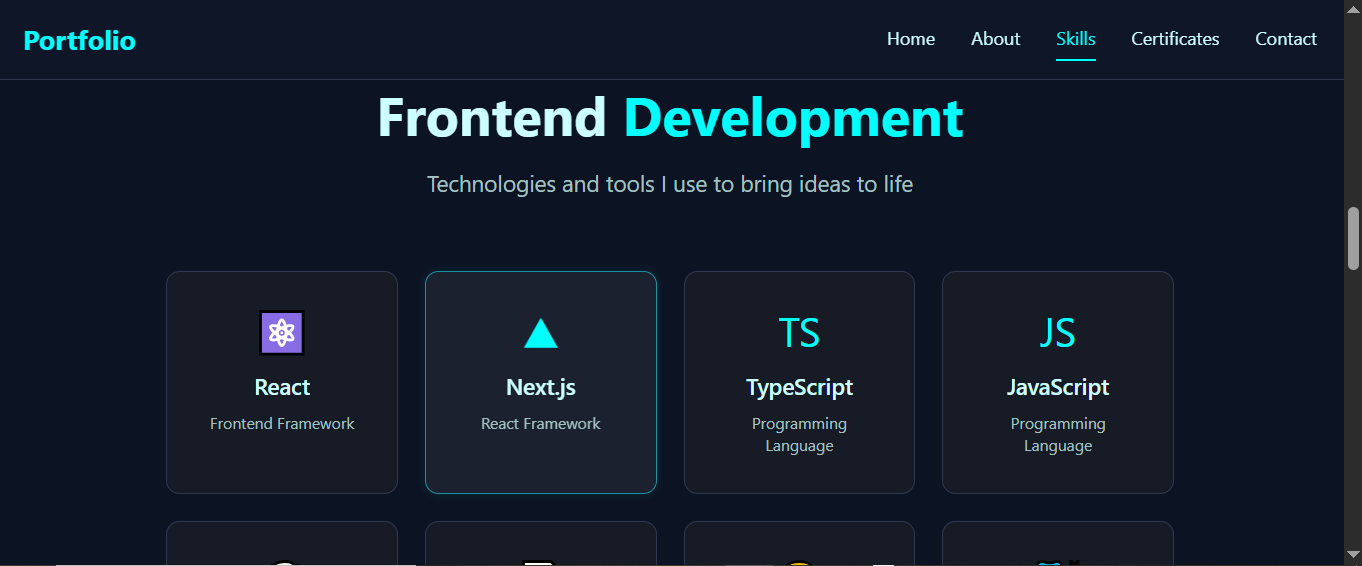 Portfolio
Home About Skills Certificates Contact
Frontend Development
Technologies and tools I use to bring ideas to life
React
Frontend Framework
Next.js
React Framework
TS
TypeScript
Programming
Language
JS
JavaScript
Programming
Language